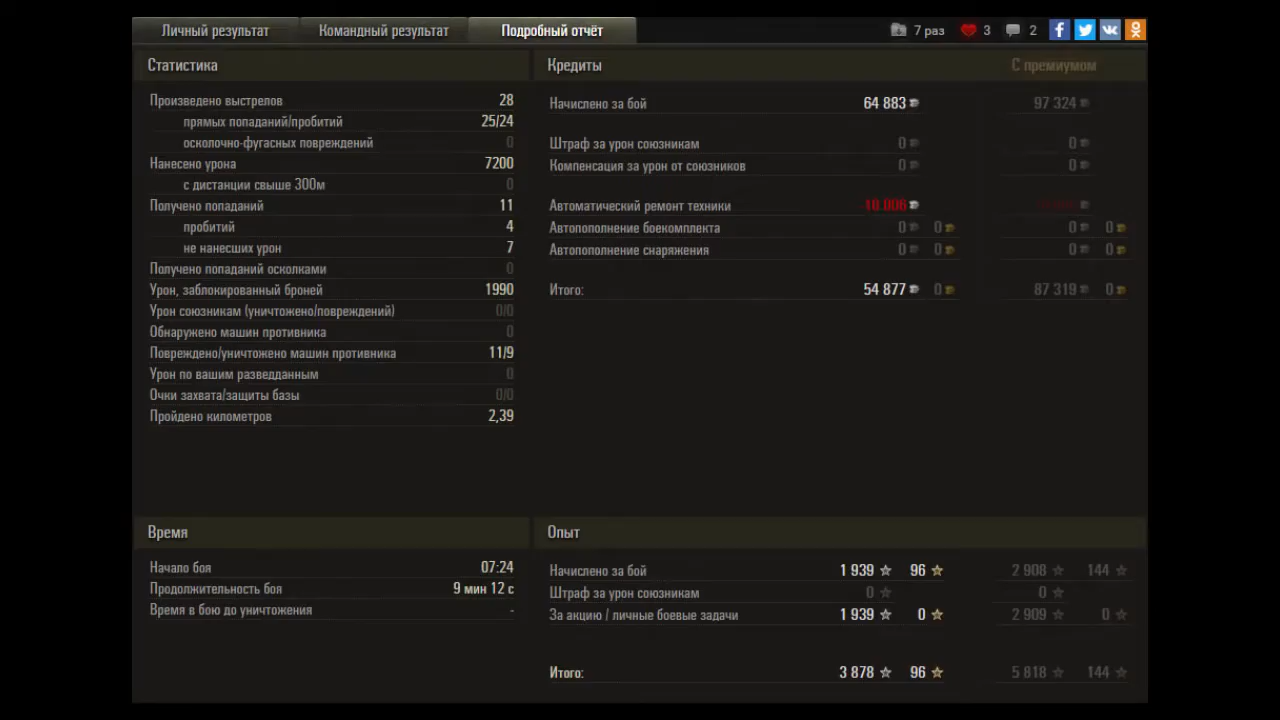 Личный результат Командный результат Подробный отчёт 7 раз 3 2
Статистика
Произведено выстрелов 28
прямых попаданий/пробитий 25/24
осколочно-фугасных повреждений 0
Нанесено урона 7200
с дистанции свыше 300м 0
Получено попаданий 11
пробитий 4
не нанесших урон 7
Получено попаданий осколками 0
Урон, заблокированный броней 1990
Урон союзникам (уничтожено/повреждений) 0/0
Обнаружено машин противника 0
Повреждено/уничтожено машин противника 11/9
Урон по вашим разведданным 0
Очки захвата/защиты базы 0/0
Пройдено километров 2,39
Кредиты С премиумом
Начислено за бой 64 883 97 324
Штраф за урон союзникам 0 0
Компенсация за урон от союзников 0 0
Автоматический ремонт техники 10 006
Автопополнение боекомплекта 0 0 0 0
Автопополнение снаряжения 0 0 0 0
Итого: 54 877 0 87 319 0
Время
Начало боя 07:24
Продолжительность боя 9 мин 12 с
Время в бою до уничтожения -
Опыт
Начислено за бой 1 939 96 2 908 144
Штраф за урон союзникам 0 0
За акцию / личные боевые задачи 1 939 0 2 909 0
Итого: 3 878 96 5 818 144